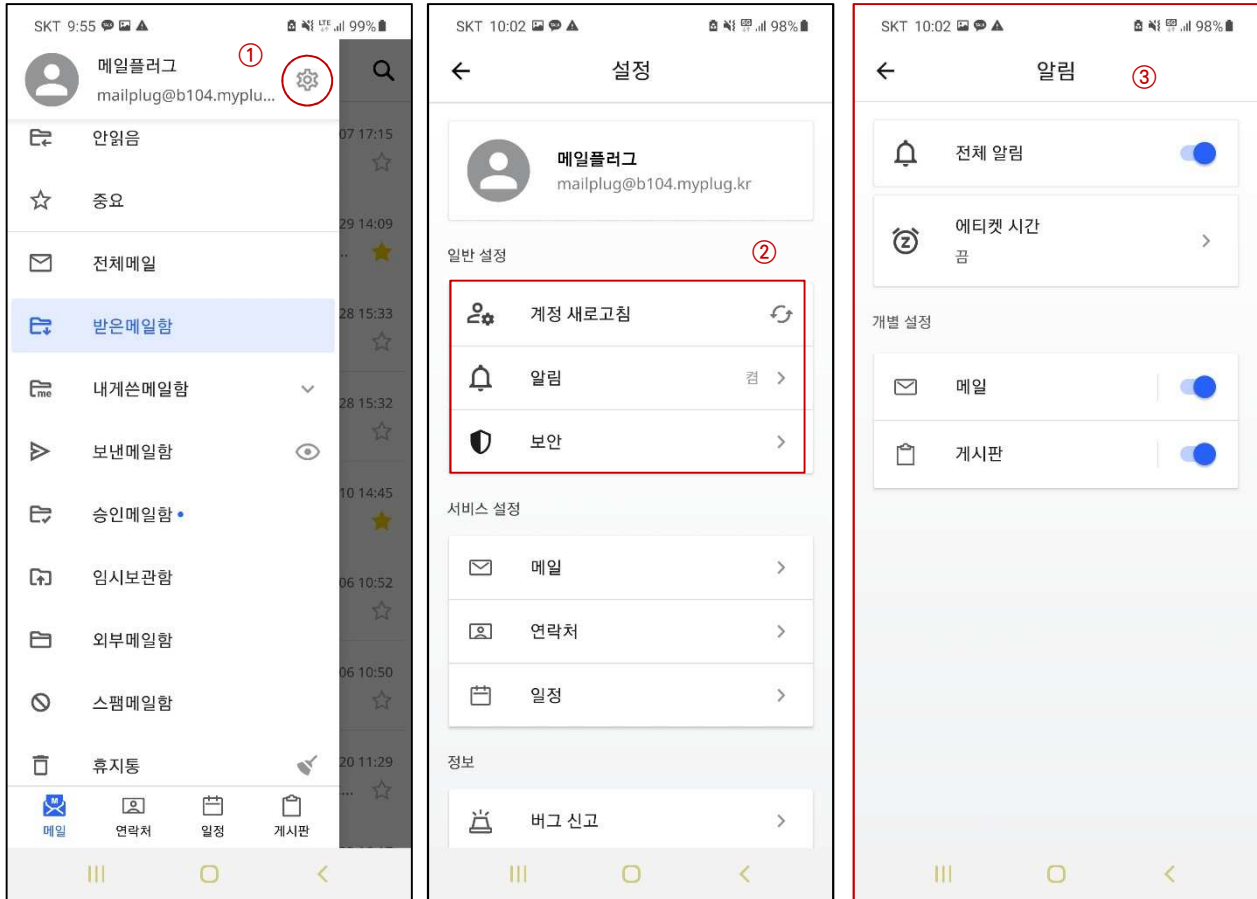 SKT 9:55 LTE 99%
①
메일플러그
mailplug@b104.myplu...
안읽음
07 17:15
중요
29 14:09
..
전체메일
받은메일함
28 15:33
me 내게쓴메일함
28 15:32
보낸메일함
10 14:45
승인메일함
임시보관함
06 10:52
외부메일함
06 10:50
스팸메일함
휴지통
20 11:29
...
M
메일 연락처 일정 게시판
SKT 10:02 98%
설정
메일플러그
mailplug@b104.myplug.kr
②
일반 설정
계정 새로고침
알림 켬
보안
서비스 설정
메일
연락처
일정
정보
버그 신고
SKT 10:02 98%
알림
③
전체 알림
에티켓 시간
Z
끔
개별 설정
메일
게시판